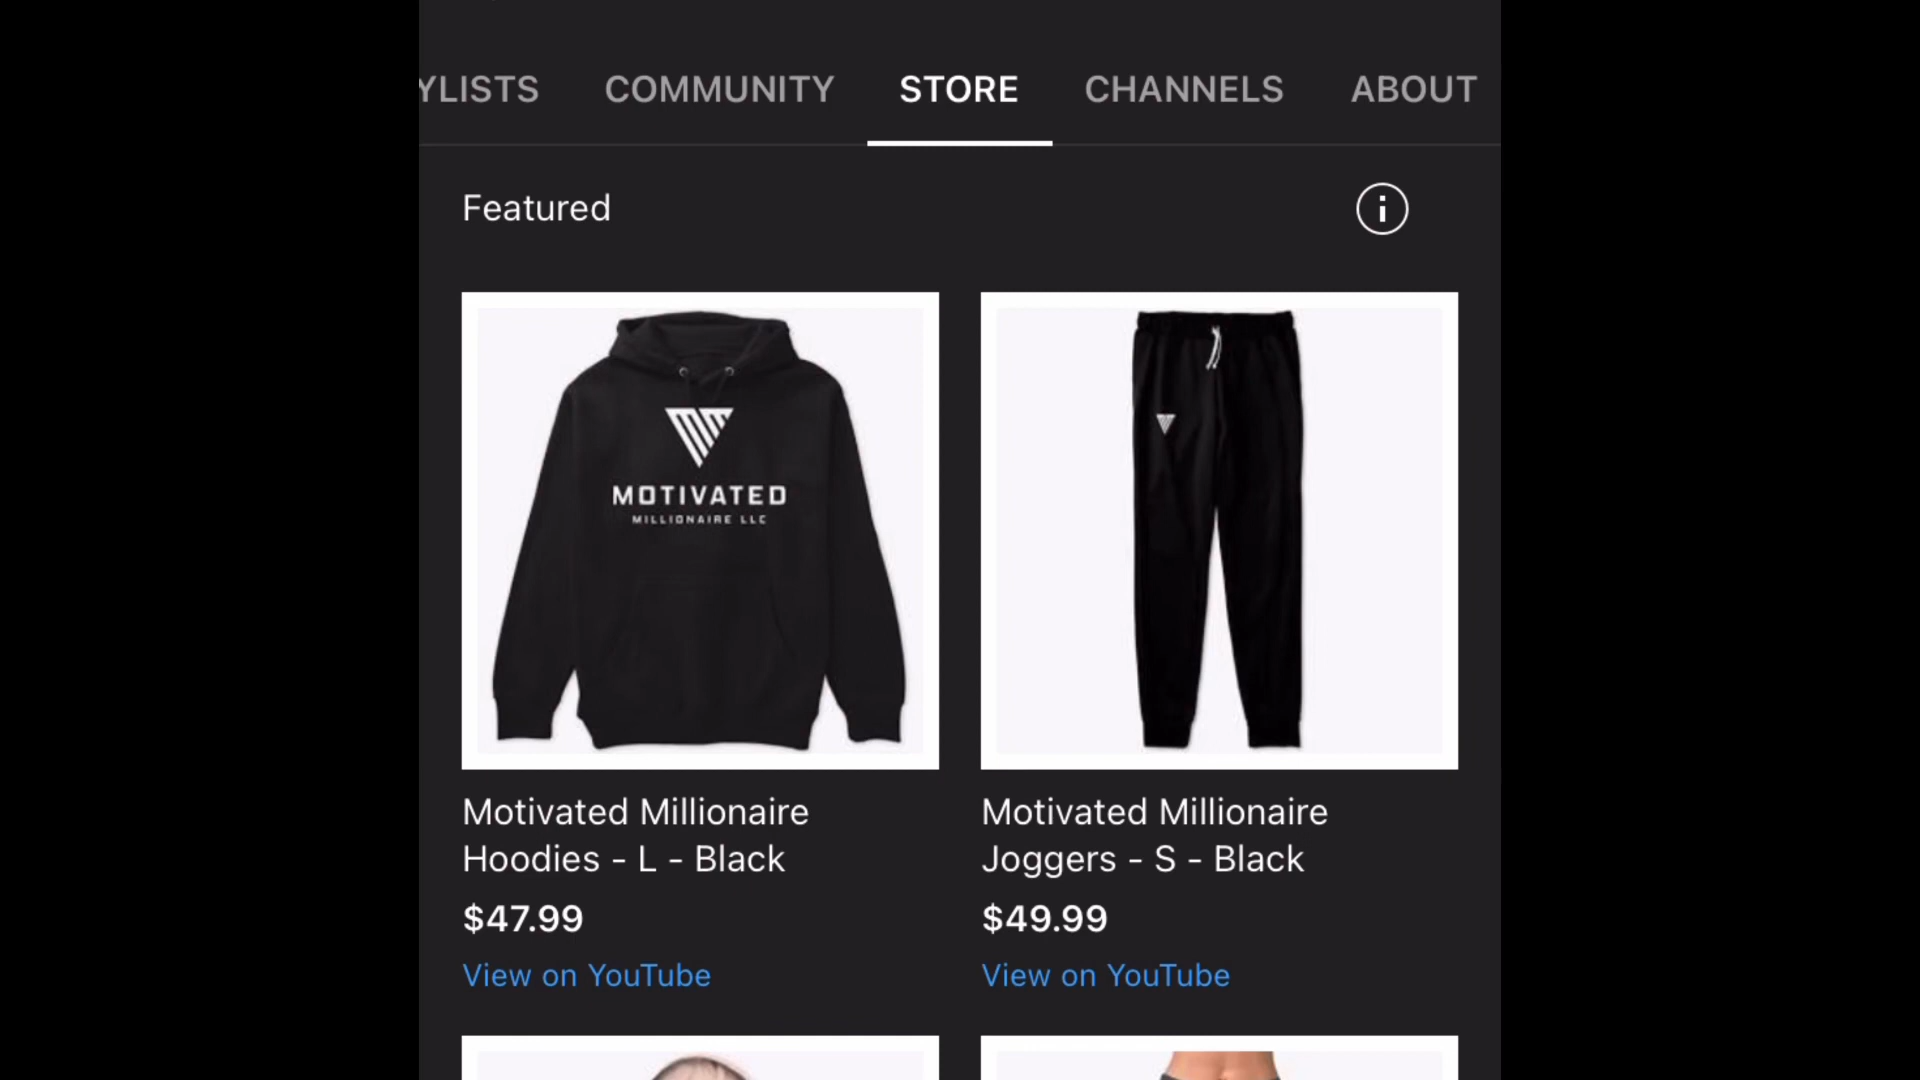 YLISTS COMMUNITY STORE CHANNELS ABOUT
Featured
MOTIVATED
MILLIONAIRE LLC
Motivated Millionaire
Hoodies - L - Black
$47.99
View on YouTube
Motivated Millionaire
Joggers - S - Black
$49.99
View on YouTube